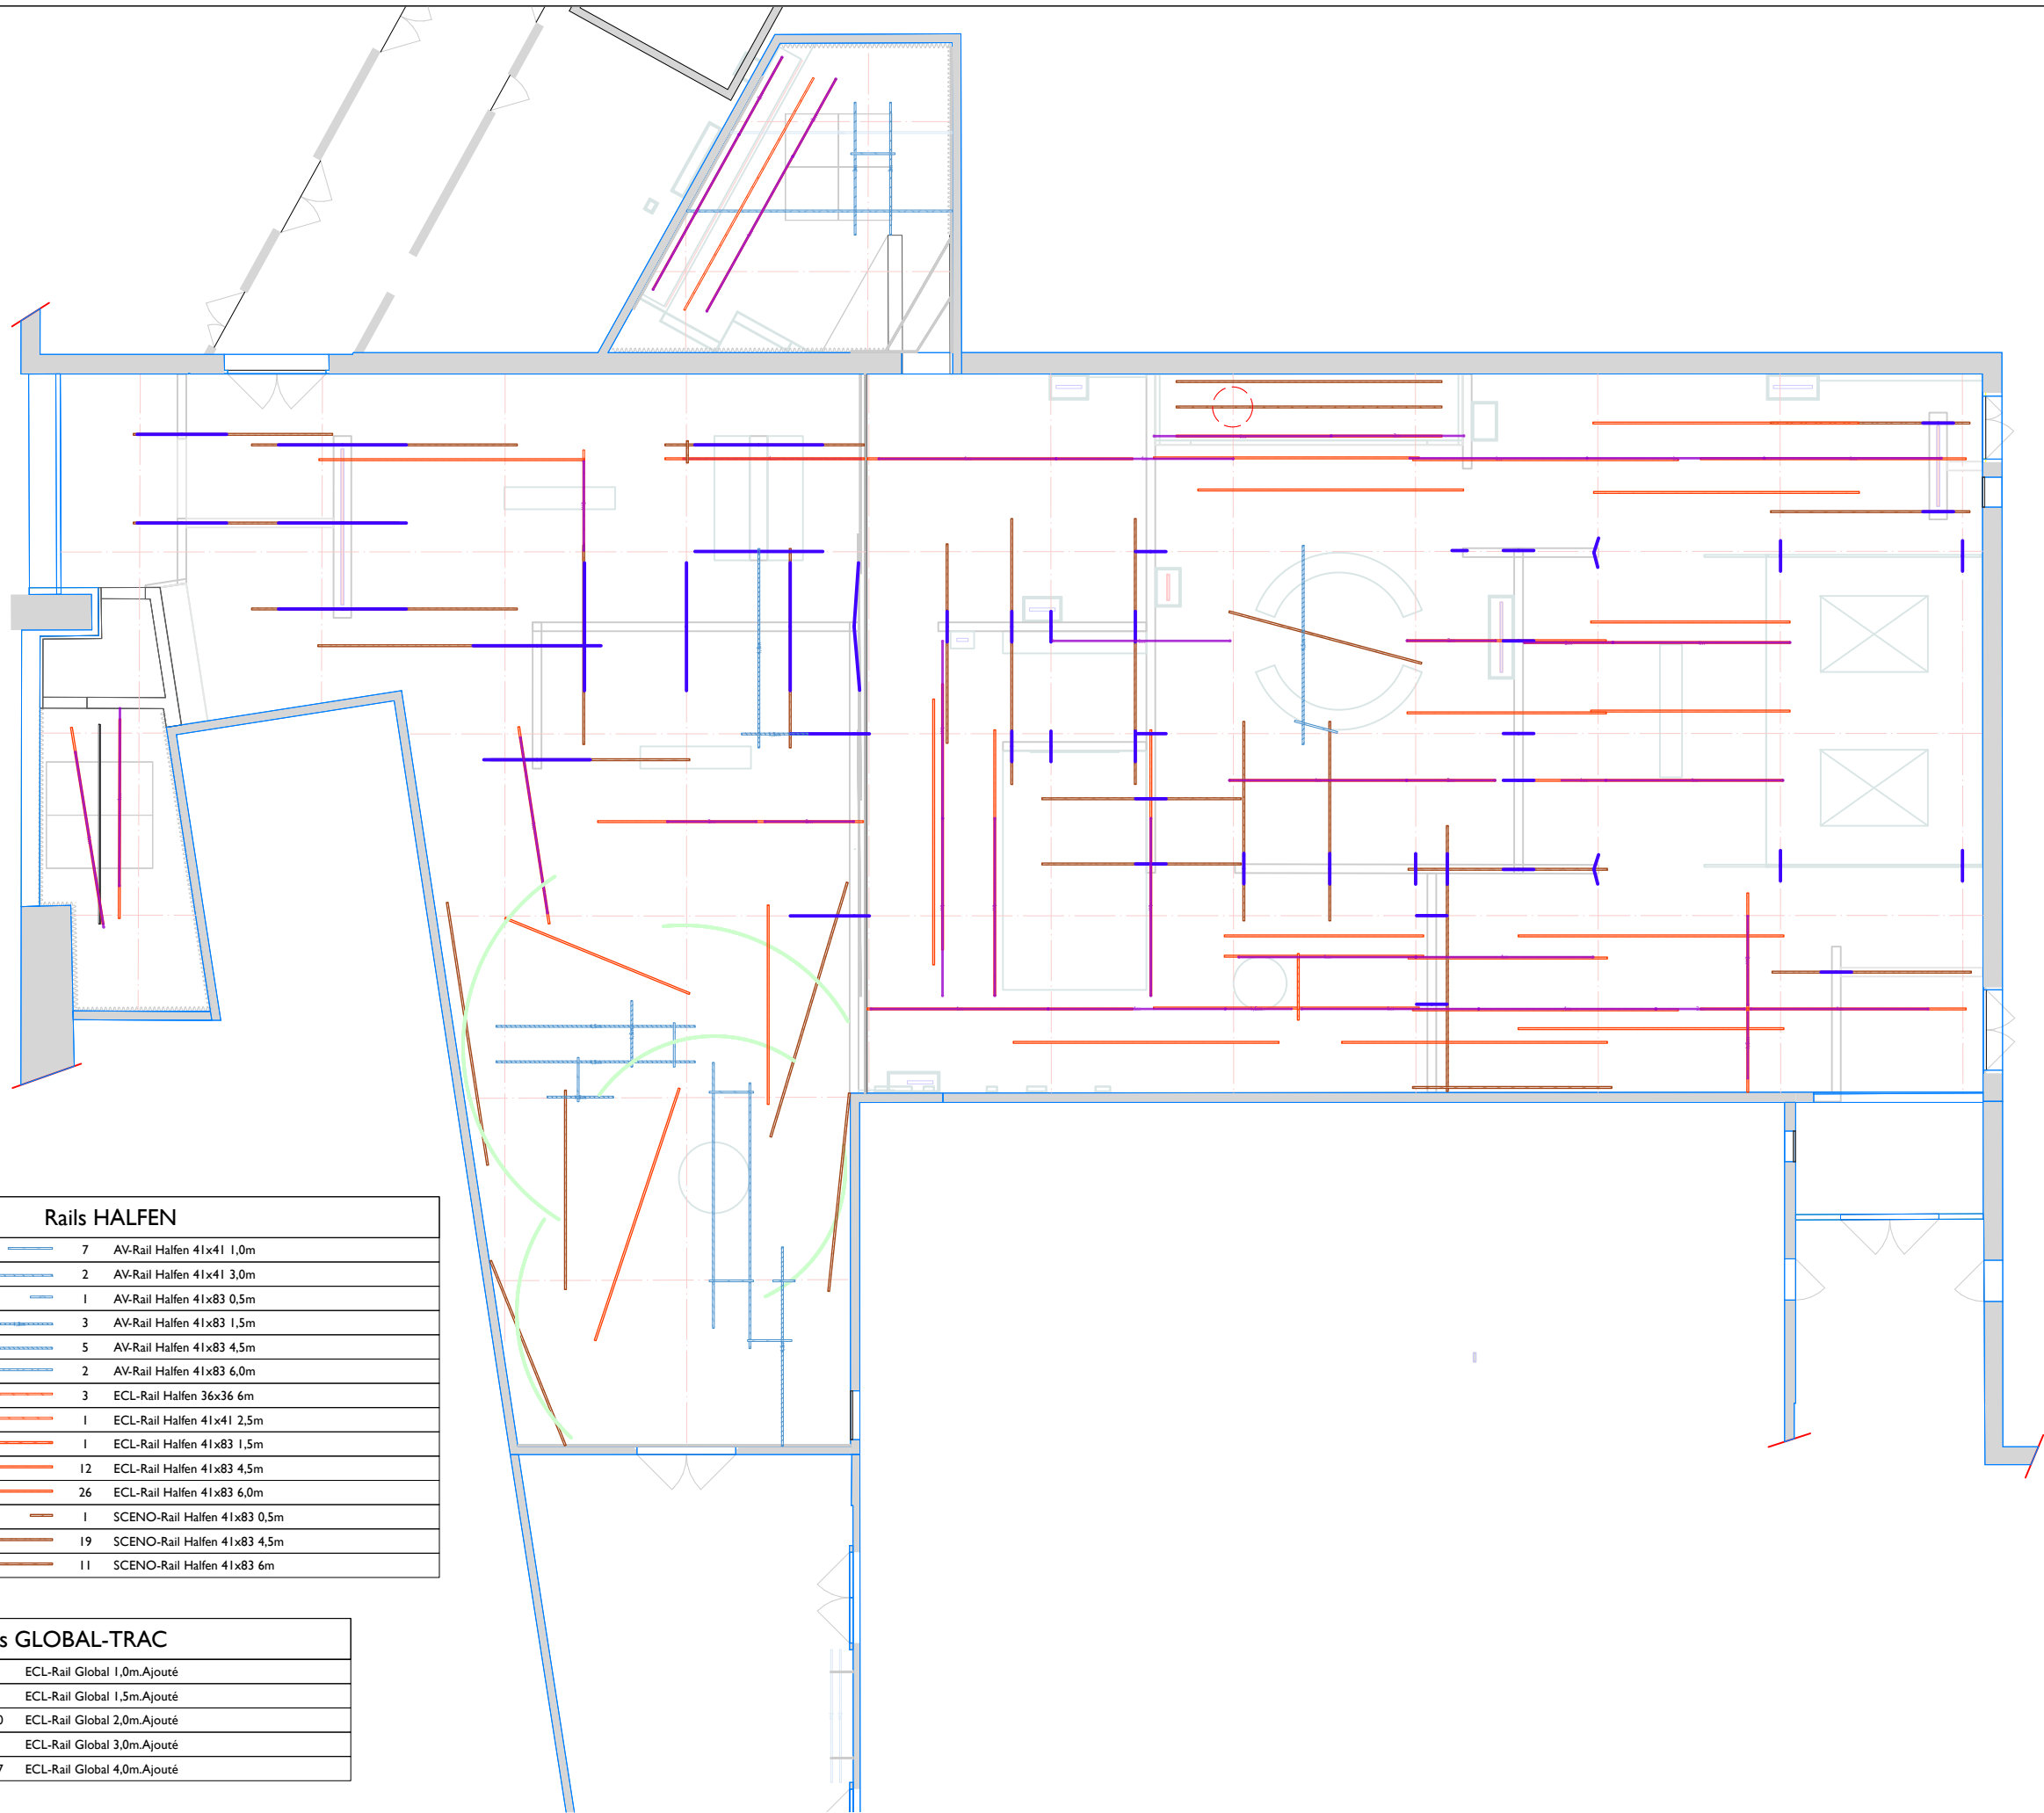 Rails HALFEN
7 AV-Rail Halfen 41x41 1,0m
2 AV-Rail Halfen 41x41 3,0m
1 AV-Rail Halfen 41x83 0,5m
3 AV-Rail Halfen 41x83 1,5m
5 AV-Rail Halfen 41x83 4,5m
2 AV-Rail Halfen 41x83 6,0m
3 ECL-Rail Halfen 36x36 6m
1 ECL-Rail Halfen 41x41 2,5m
1 ECL-Rail Halfen 41x83 1,5m
12 ECL-Rail Halfen 41x83 4,5m
26 ECL-Rail Halfen 41x83 6,0m
1 SCENO-Rail Halfen 41x83 0,5m
19 SCENO-Rail Halfen 41x83 4,5m
11 SCENO-Rail Halfen 41x83 6m
s GLOBAL-TRAC
ECL-Rail Global 1,0m.Ajouté
ECL-Rail Global 1,5m.Ajouté
0 ECL-Rail Global 2,0m.Ajouté
ECL-Rail Global 3,0m.Ajouté
7 ECL-Rail Global 4,0m.Ajouté